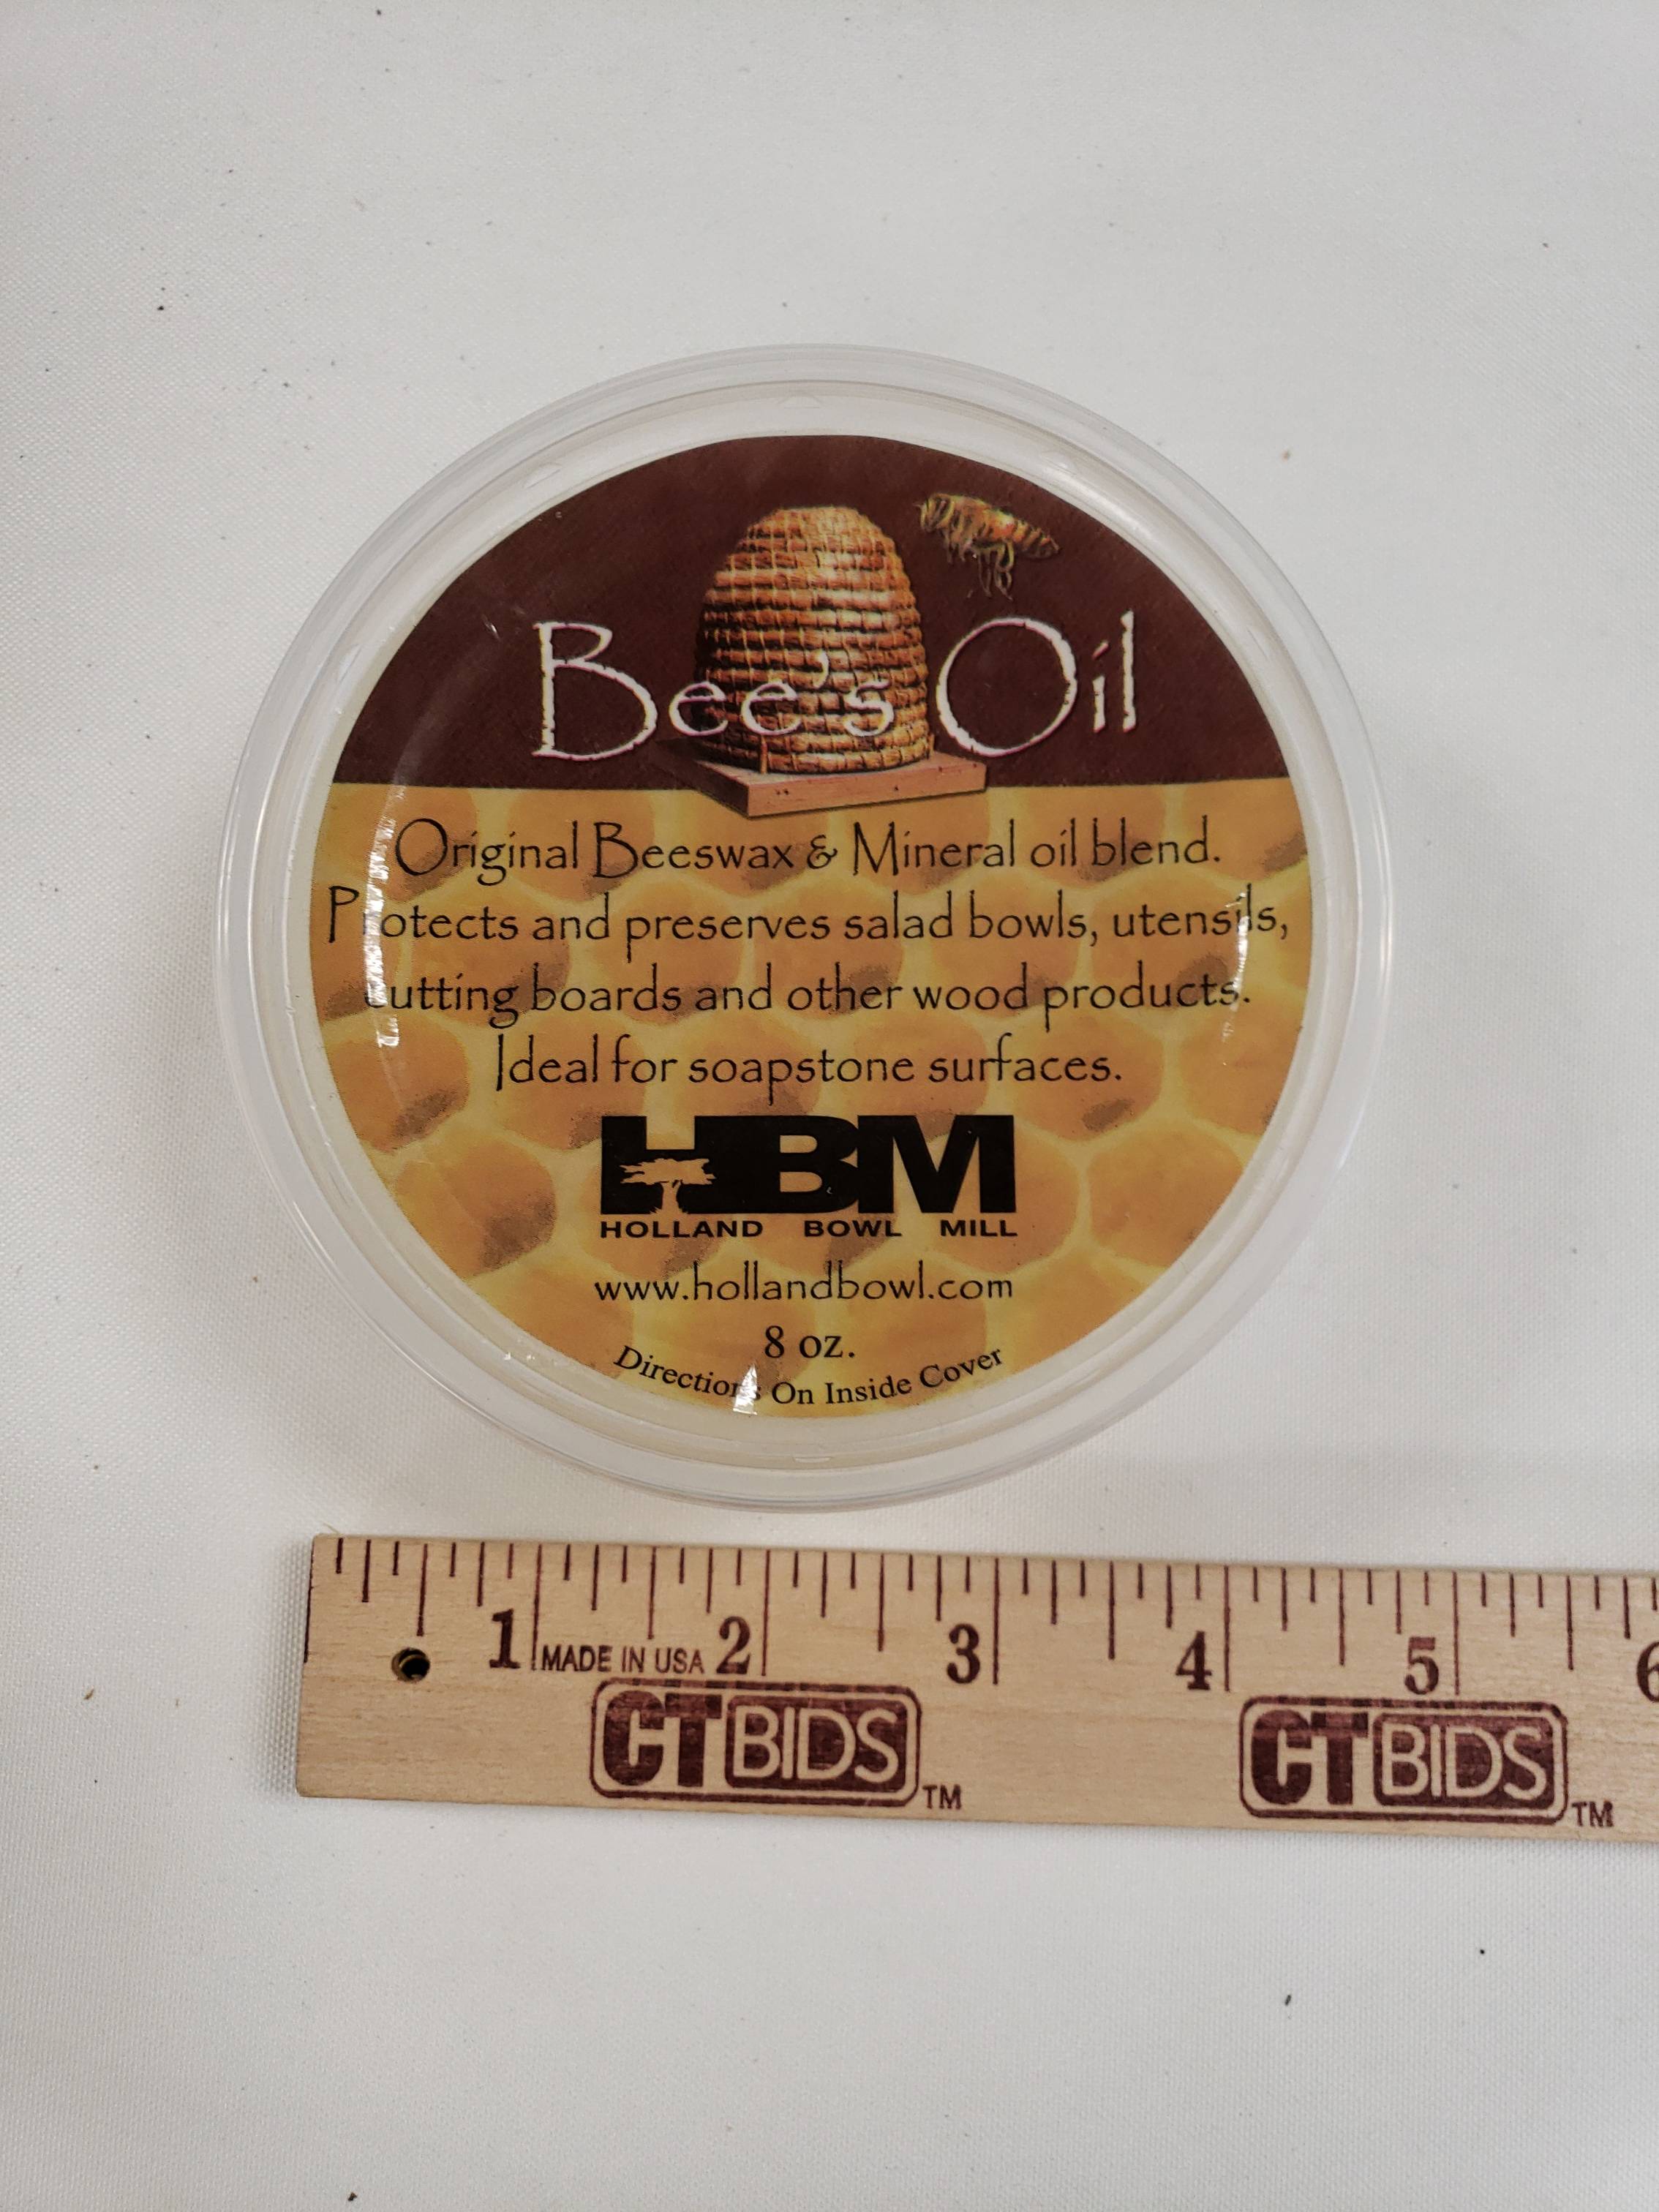 Bee's Oil
Original Beeswax & Mineral oil blend.
Protects and preserves salad bowls, utensils,
cutting boards and other wood products.
Ideal for soapstone surfaces.
HBM
HOLLAND BOWL MILL
www.hollandbowl.com
8 oz.
Directions On Inside Cover
1 2 3 4 5 6
MADE IN USA
CTBIDS TM CTBIDS TM